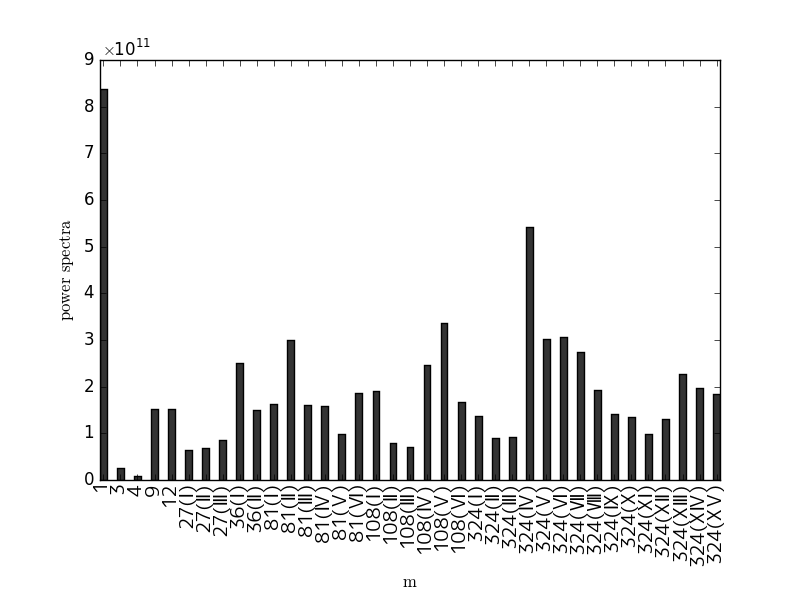 ×10¹¹
9
8
7
6
5
4
3
2
1
0
power spectra
1
3
4
9
12
27(I)
27(II)
27(III)
36(I)
36(II)
81(I)
81(II)
81(III)
81(IV)
81(V)
81(VI)
108(I)
108(II)
108(III)
108(IV)
108(V)
108(VI)
324(I)
324(II)
324(III)
324(IV)
324(V)
324(VI)
324(VII)
324(VIII)
324(IX)
324(X)
324(XI)
324(XII)
324(XIII)
324(XIV)
324(XV)
m